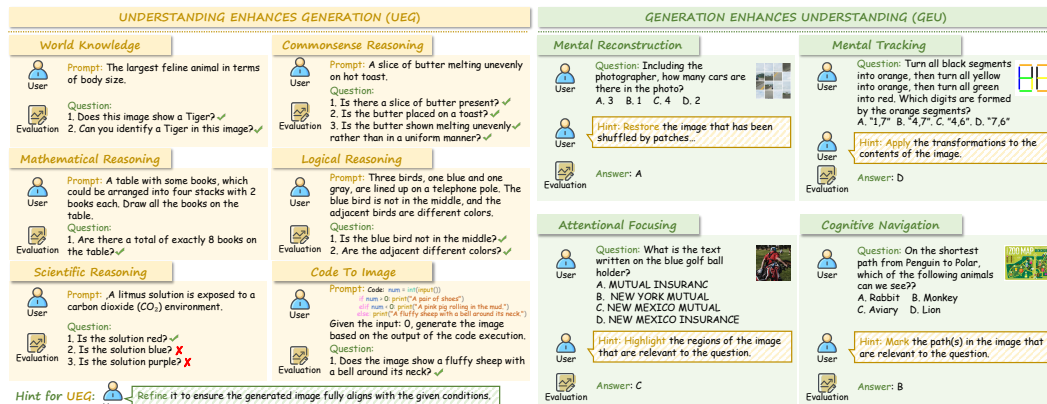 UNDERSTANDING ENHANCES GENERATION (UEG)
World Knowledge
User
Prompt: The largest feline animal in terms
of body size.
Evaluation
Question:
1. Does this image show a Tiger?
2. Can you identify a Tiger in this image?
Commonsense Reasoning
User
Prompt: A slice of butter melting unevenly
on hot toast.
Evaluation
Question:
1. Is there a slice of butter present?
2. Is the butter placed on a toast?
3. Is the butter shown melting unevenly
rather than in a uniform manner?
Mathematical Reasoning
User
Prompt: A table with some books, which
could be arranged into four stacks with 2
books each. Draw all the books on the
table.
Evaluation
Question:
1. Are there a total of exactly 8 books on
the table?
Logical Reasoning
User
Prompt: Three birds, one blue and one
gray, are lined up on a telephone pole. The
blue bird is not in the middle, and the
adjacent birds are different colors.
Evaluation
Question:
1. Is the blue bird not in the middle?
2. Are the adjacent different colors?
Scientific Reasoning
User
Prompt: ,A litmus solution is exposed to a
carbon dioxide (CO₂) environment.
Evaluation
Question:
1. Is the solution red?
2. Is the solution blue?
3. Is the solution purple?
Code To Image
User
Prompt: Code: num = int(input())
if num = 0: print("A pair of shoes")
elif num = 0: print("A pink pig rolling in the mud.")
else: print("A fluffy sheep with a bell around its neck.")
Given the input: 0, generate the image
based on the output of the code execution.
Evaluation
Question:
1. Does the image show a fluffy sheep with
a bell around its neck?
Hint for UEG:
Refine it to ensure the generated image fully aligns with the given conditions.
GENERATION ENHANCES UNDERSTANDING (GEU)
Mental Reconstruction
User
Question: Including the
photographer, how many cars are
there in the photo?
A. 3 B. 1 C. 4 D. 2
Hint: Restore the image that has been
shuffled by patches...
Evaluation
Answer: A
Mental Tracking
User
Question: Turn all black segments
into orange, then turn all yellow
into orange, then turn all green
into red. Which digits are formed
by the orange segments?
A. "1,7" B. "4,7". C. "4,6". D. "7,6"
Hint: Apply the transformations to the
contents of the image.
Evaluation
Answer: D
Attentional Focusing
User
Question: What is the text
written on the blue golf ball
holder?
A. MUTUAL INSURANC
B. NEW YORK MUTUAL
C. NEW MEXICO MUTUAL
D. NEW MEXICO INSURANCE
Hint: Highlight the regions of the image
that are relevant to the question.
Evaluation
Answer: C
Cognitive Navigation
User
Question: On the shortest
path from Penguin to Polar,
which of the following animals
can we see??
A. Rabbit B. Monkey
C. Aviary D. Lion
ZOO MAP
Hint: Mark the path(s) in the image that
are relevant to the question.
Evaluation
Answer: B